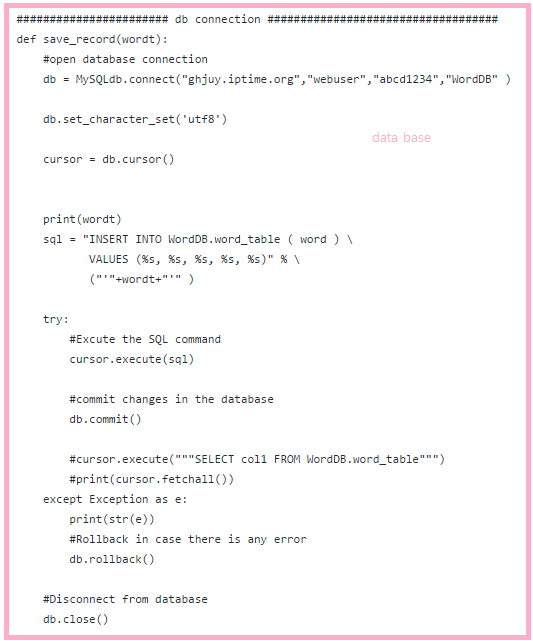 ####################### db connection ###################################
def save_record(wordt):
    #open database connection
    db = MySQLdb.connect("ghjuy.iptime.org","webuser","abcd1234","WordDB" )
    db.set_character_set('utf8')
data base
    cursor = db.cursor()
    print(wordt)
    sql = "INSERT INTO WordDB.word_table ( word ) \
           VALUES (%s, %s, %s, %s, %s)" % \
           ("'"+wordt+"'" )
    try:
        #Excute the SQL command
        cursor.execute(sql)
        #commit changes in the database
        db.commit()
        #cursor.execute("""SELECT col1 FROM WordDB.word_table""")
        #print(cursor.fetchall())
    except Exception as e:
        print(str(e))
        #Rollback in case there is any error
        db.rollback()
    #Disconnect from database
    db.close()